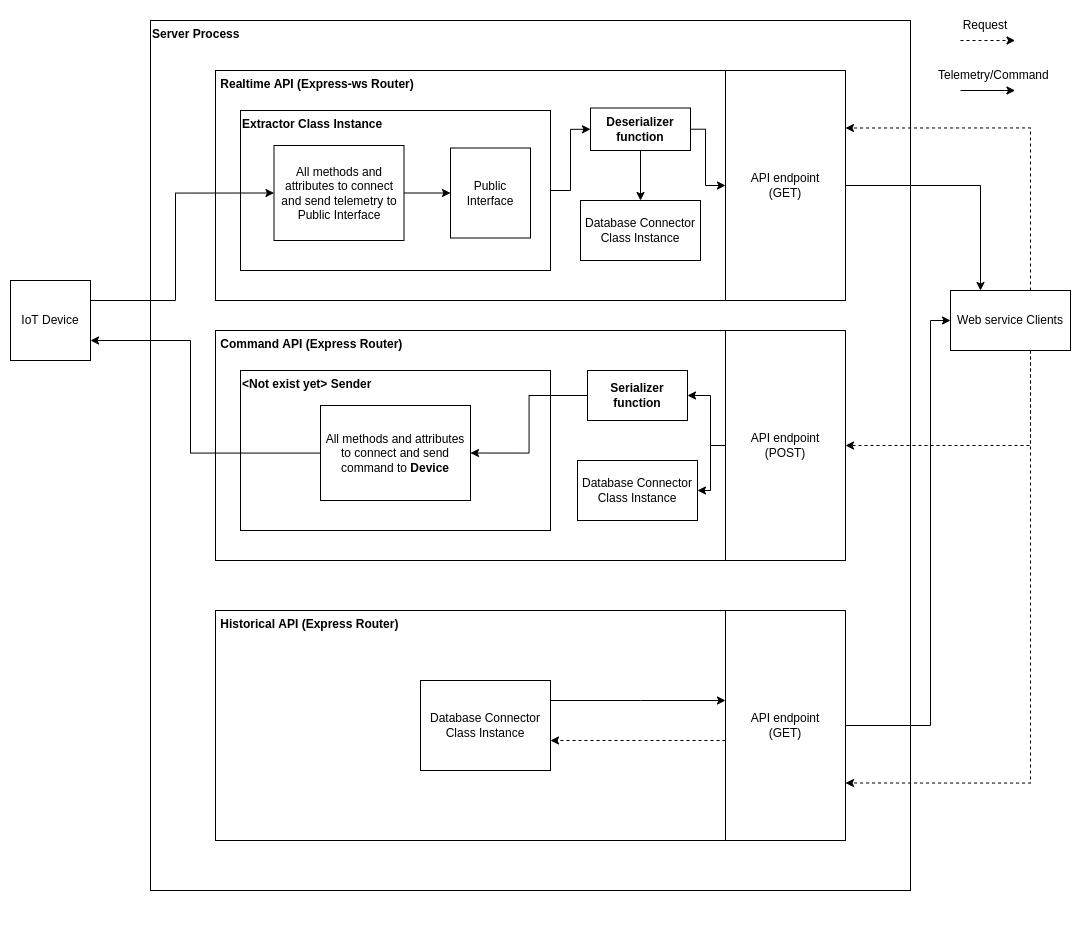 Server Process
Request
Telemetry/Command
Realtime API (Express-ws Router)
Extractor Class Instance
All methods and
attributes to connect
and send telemetry to
Public Interface
Public
Interface
Deserializer
function
Database Connector
Class Instance
API endpoint
(GET)
IoT Device
Web service Clients
Command API (Express Router)
<Not exist yet> Sender
All methods and attributes
to connect and send
command to Device
Serializer
function
Database Connector
Class Instance
API endpoint
(POST)
Historical API (Express Router)
Database Connector
Class Instance
API endpoint
(GET)